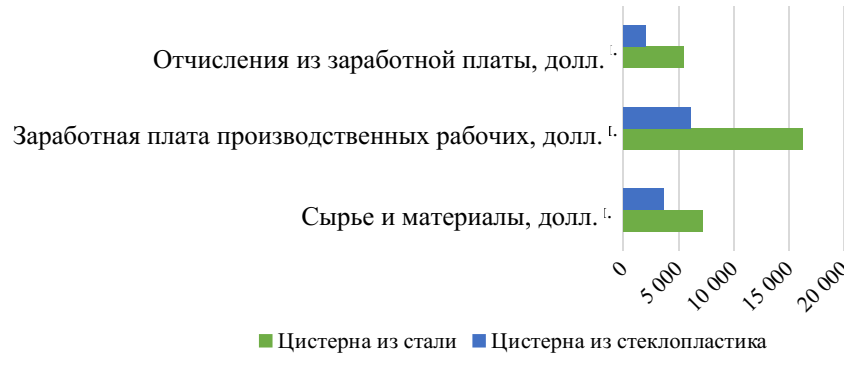 Отчисления из заработной платы, долл.
Заработная плата производственных рабочих, долл.
Сырье и материалы, долл.
0
5 000
10 000
15 000
20 000
Цистерна из стали
Цистерна из стеклопластика